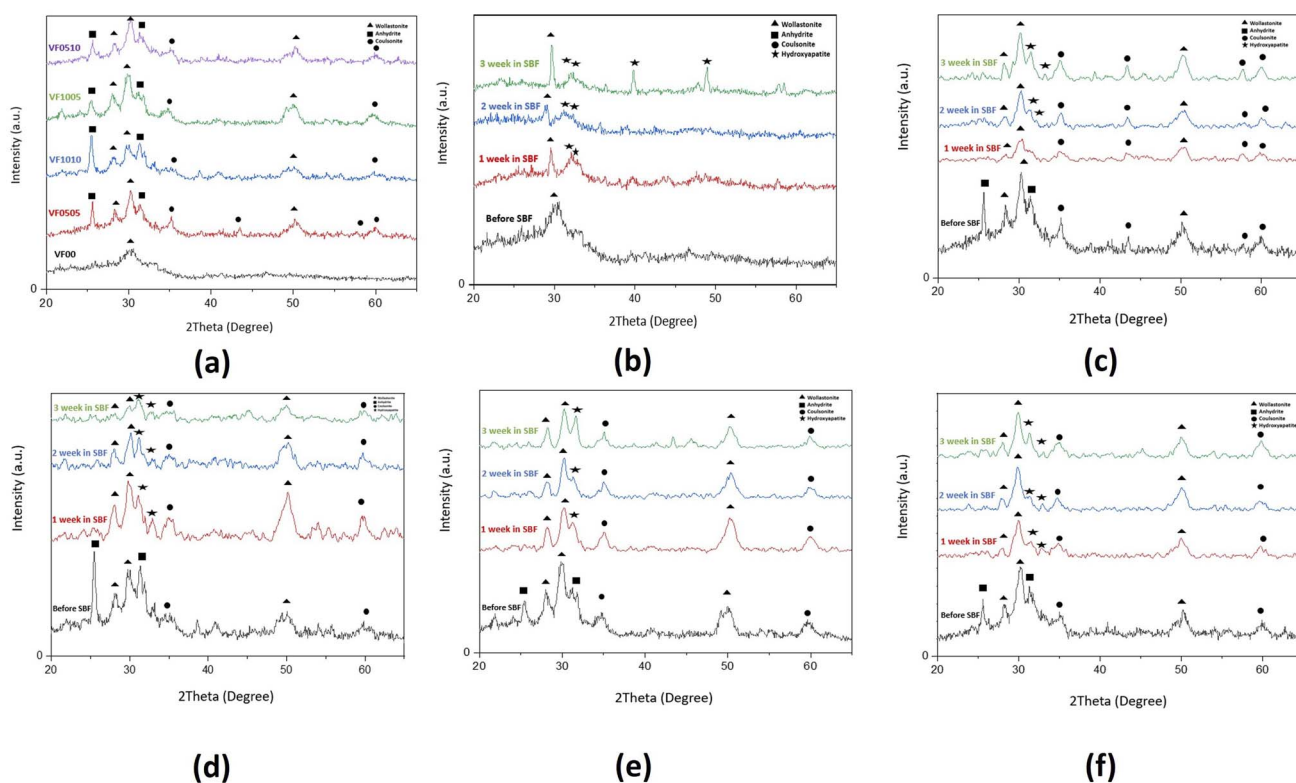 Wollastonite
Anhydrite
Coulsonite
VF0510
VF1005
VF1010
VF0505
VF00
Intensity (a.u.)
0
20 30 40 50 60
2Theta (Degree)
(a)
Wollastonite
Anhydrite
Coulsonite
Hydroxyapatite
3 week in SBF
2 week in SBF
1 week in SBF
Before SBF
Intensity (a.u.)
0
20 30 40 50 60
2Theta (Degree)
(b)
Wollastonite
Anhydrite
Coulsonite
Hydroxyapatite
3 week in SBF
2 week in SBF
1 week in SBF
Before SBF
Intensity (a.u.)
0
20 30 40 50 60
2Theta (Degree)
(c)
Wollastonite
Anhydrite
Coulsonite
Hydroxyapatite
3 week in SBF
2 week in SBF
1 week in SBF
Before SBF
Intensity (a.u.)
0
20 30 40 50 60
2Theta (Degree)
(d)
Wollastonite
Anhydrite
Coulsonite
Hydroxyapatite
3 week in SBF
2 week in SBF
1 week in SBF
Before SBF
Intensity (a.u.)
0
20 30 40 50 60
2Theta (Degree)
(e)
Wollastonite
Anhydrite
Coulsonite
Hydroxyapatite
3 week in SBF
2 week in SBF
1 week in SBF
Before SBF
Intensity (a.u.)
0
20 30 40 50 60
2Theta (Degree)
(f)